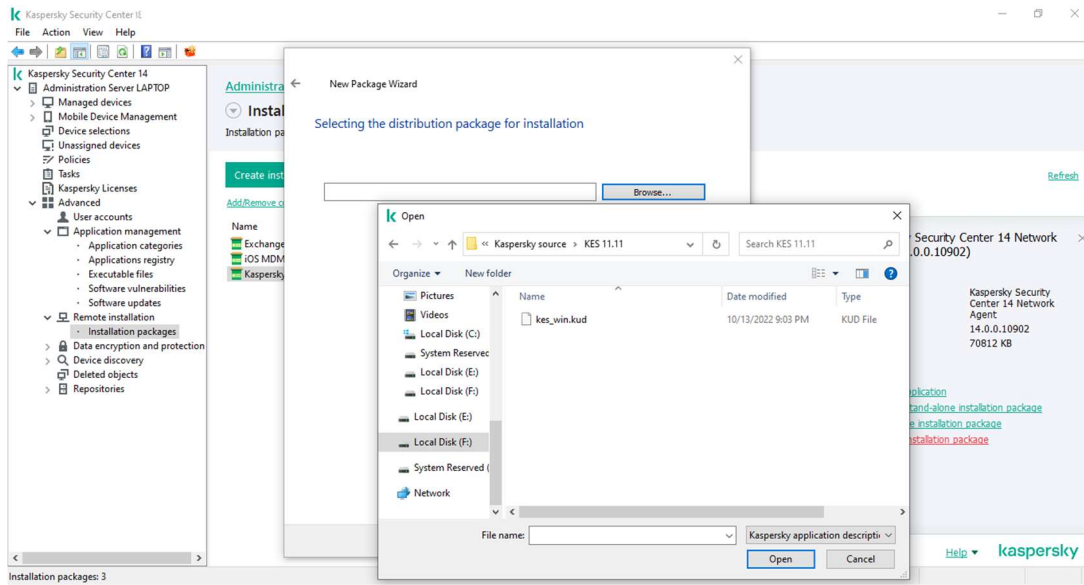 Kaspersky Security Center 14
File Action View Help
Kaspersky Security Center 14
Administration Server LAPTOP
Managed devices
Mobile Device Management
Device selections
Unassigned devices
Policies
Tasks
Kaspersky Licenses
Advanced
User accounts
Application management
Application categories
Applications registry
Executable files
Software vulnerabilities
Software updates
Remote installation
Installation packages
Data encryption and protection
Device discovery
Deleted objects
Repositories
Installation packages: 3
Administra
Instal
Installation pa
Create inst
Add/Remove c
Name
Exchange
iOS MDM
Kaspersky
New Package Wizard
Selecting the distribution package for installation
Browse...
Open
« Kaspersky source › KES 11.11
Search KES 11.11
Organize
New folder
Pictures
Videos
Local Disk (C:)
System Reserved
Local Disk (E:)
Local Disk (F:)
Local Disk (E:)
Local Disk (F:)
System Reserved (
Network
Name Date modified Type
kes_win.kud 10/13/2022 9:03 PM KUD File
File name:
Kaspersky application descripti
Open Cancel
Refresh
Security Center 14 Network
.0.0.10902)
Kaspersky Security
Center 14 Network
Agent
14.0.0.10902
70812 KB
plication
tand-alone installation package
e installation package
nstallation package
Help
kaspersky